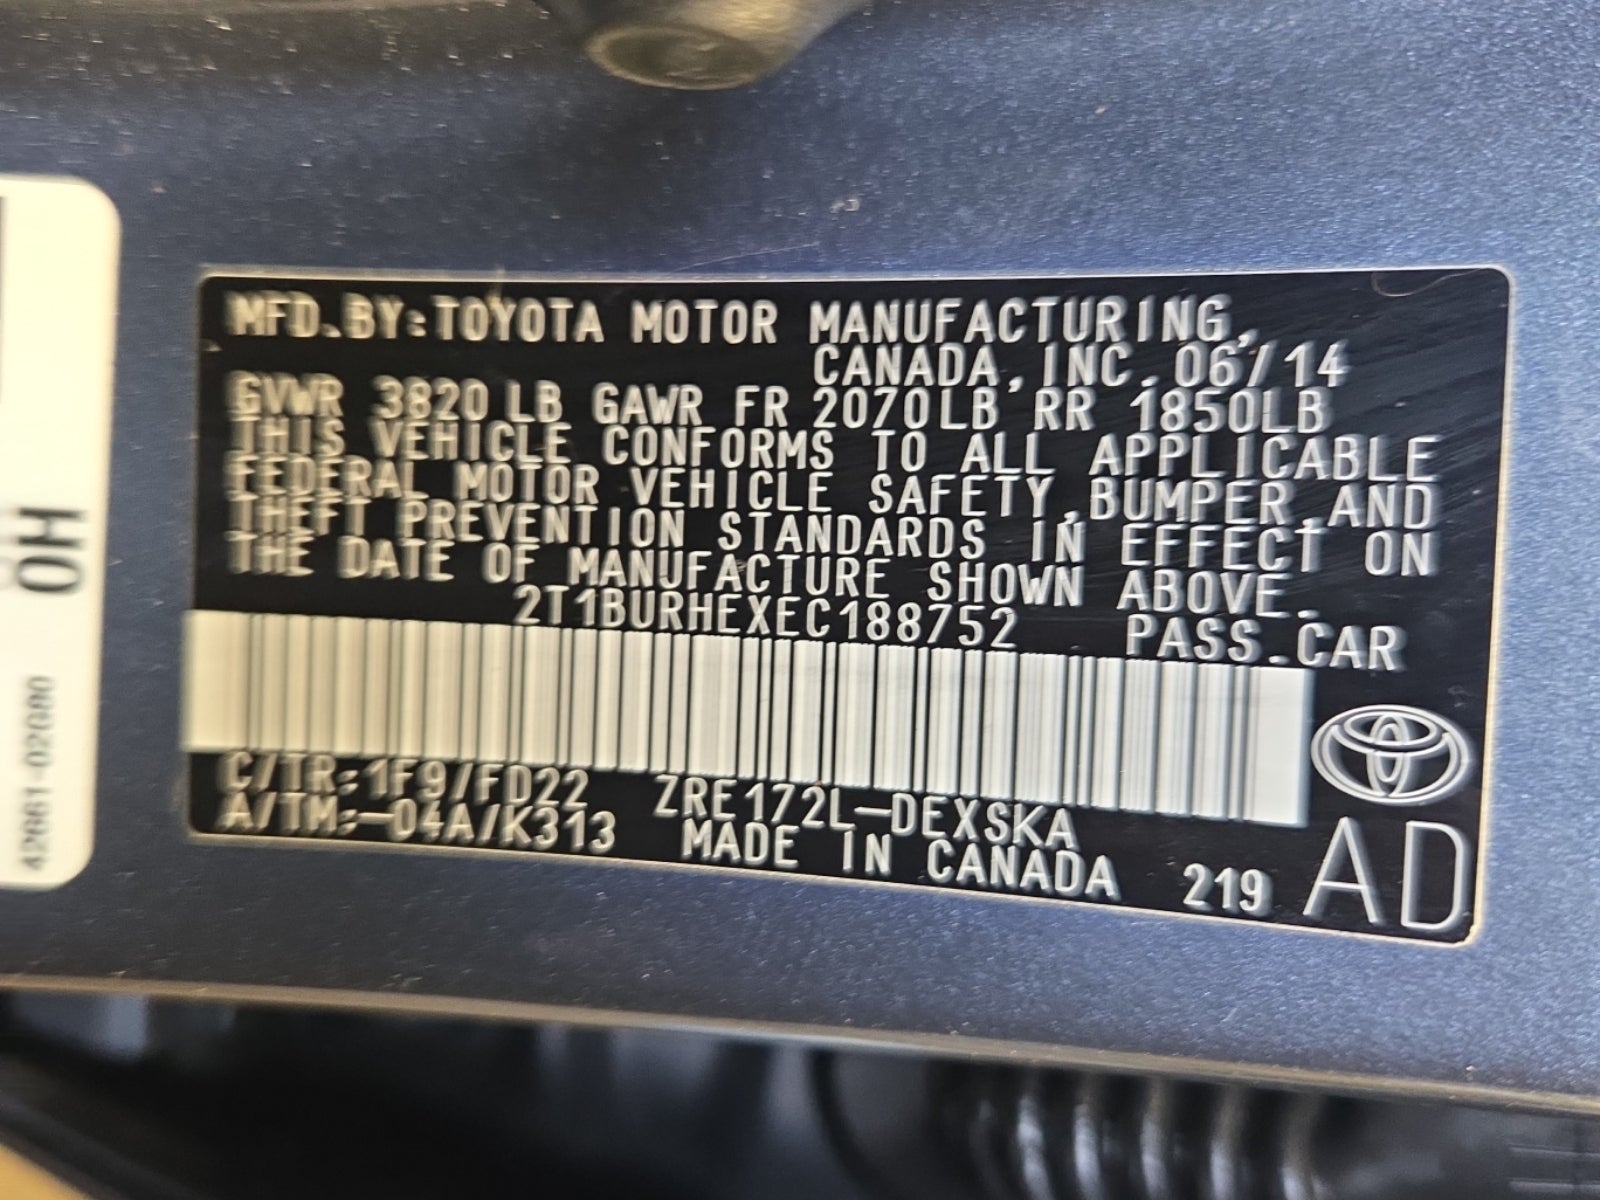 MFD.BY:TOYOTA MOTOR MANUFACTURING,
CANADA,INC. 06/14
GVWR 3820 LB GAWR FR 2070LB RR 1850LB
THIS VEHICLE CONFORMS TO ALL APPLICABLE
FEDERAL MOTOR VEHICLE SAFETY,BUMPER,AND
THEFT PREVENTION STANDARDS IN EFFECT ON
THE DATE OF MANUFACTURE SHOWN ABOVE.
2T1BURHEXEC188752 PASS.CAR
C/TR:1F9/FD22 ZRE172L-DEXSKA
A/TM:-04A/K313 MADE IN CANADA 219 AD
0H
42661-02080